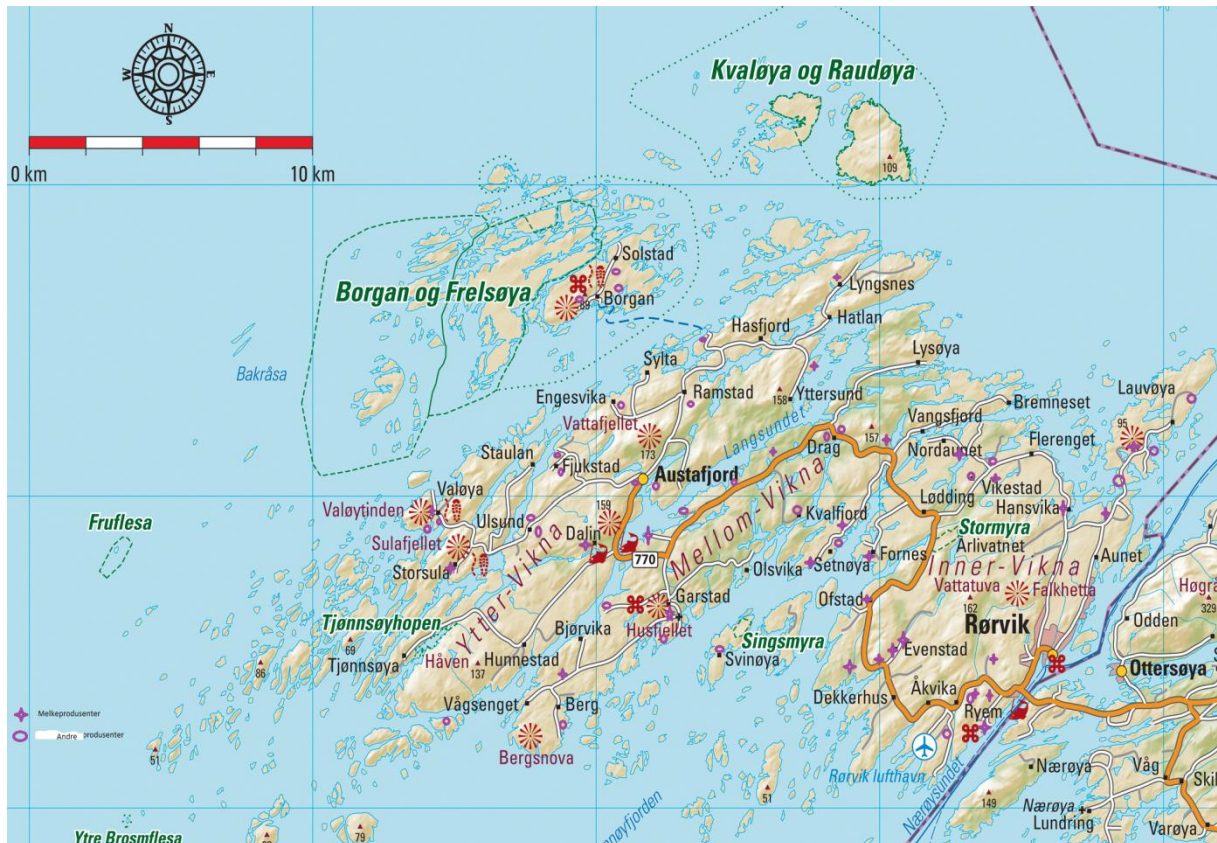 N
W E
S
0 km 10 km
Kvaløya og Raudøya
109
Solstad
Borgan og Frelsøya
Borgan
89
Lyngsnes
Hatlan
Hasfjord
Lysøya
Bakråsa
Sylta
Ramstad
Engesvika
Yttersund
158
Lauvøya
Bremneset
Vattafjellet
173
Langsundet
Vangsfjord
95
Drag
157
Nordaunet
Flerenget
Staulan
Fjukstad
Austafjord
Vikestad
Valøya
Lødding
Hansvika
Valøytinden
159
Ulsund
Kvalfjord
Fruflesa
Stormyra
Sulafjellet
Dalin
Mellom-Vikna
Årlivatnet
Fornes
Setnøya
770
Inner-Vikna
Aunet
Storsula
Ytter-Vikna
Olsvika
Vattatuva
Falkhetta
162
Høgrå
329
Garstad
Ofstad
Tjønnsøyhopen
Husfjellet
Rørvik
Odden
69
Bjørvika
Singsmyra
Tjønnsøya
Håven
137
Hunnestad
Svinøya
Evenstad
Ottersøya
86
Vågsenget
Berg
Dekkerhus
Åkvika
Ryem
Melkeprodusenter
Andre produsenter
51
Bergsnova
Rørvik lufthavn
Nærøysundet
Nærøya
Våg
Skil
51
149
Nærøya
Lundring
Varøya
Ytre Brosmflesa
79
nnøyfjorden